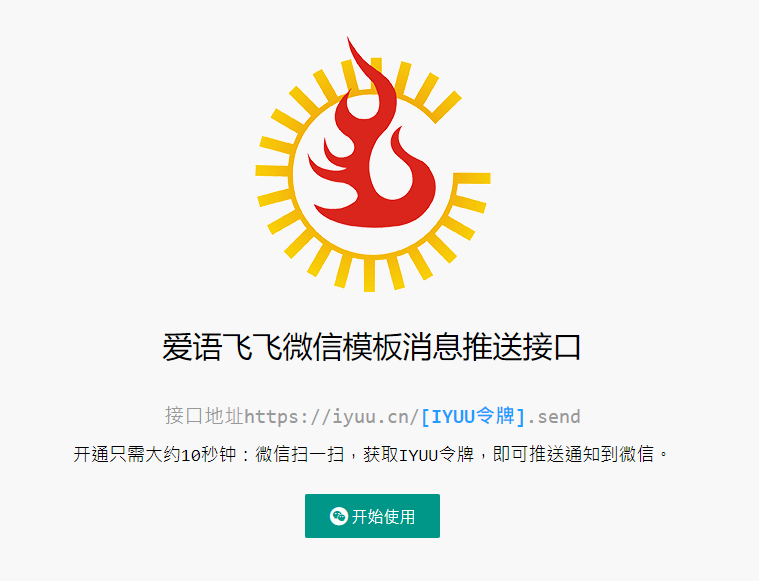 爱语飞飞微信模板消息推送接口
接口地址https://iyuu.cn/[IYUU令牌].send
开通只需大约10秒钟：微信扫一扫，获取IYUU令牌，即可推送通知到微信。
开始使用